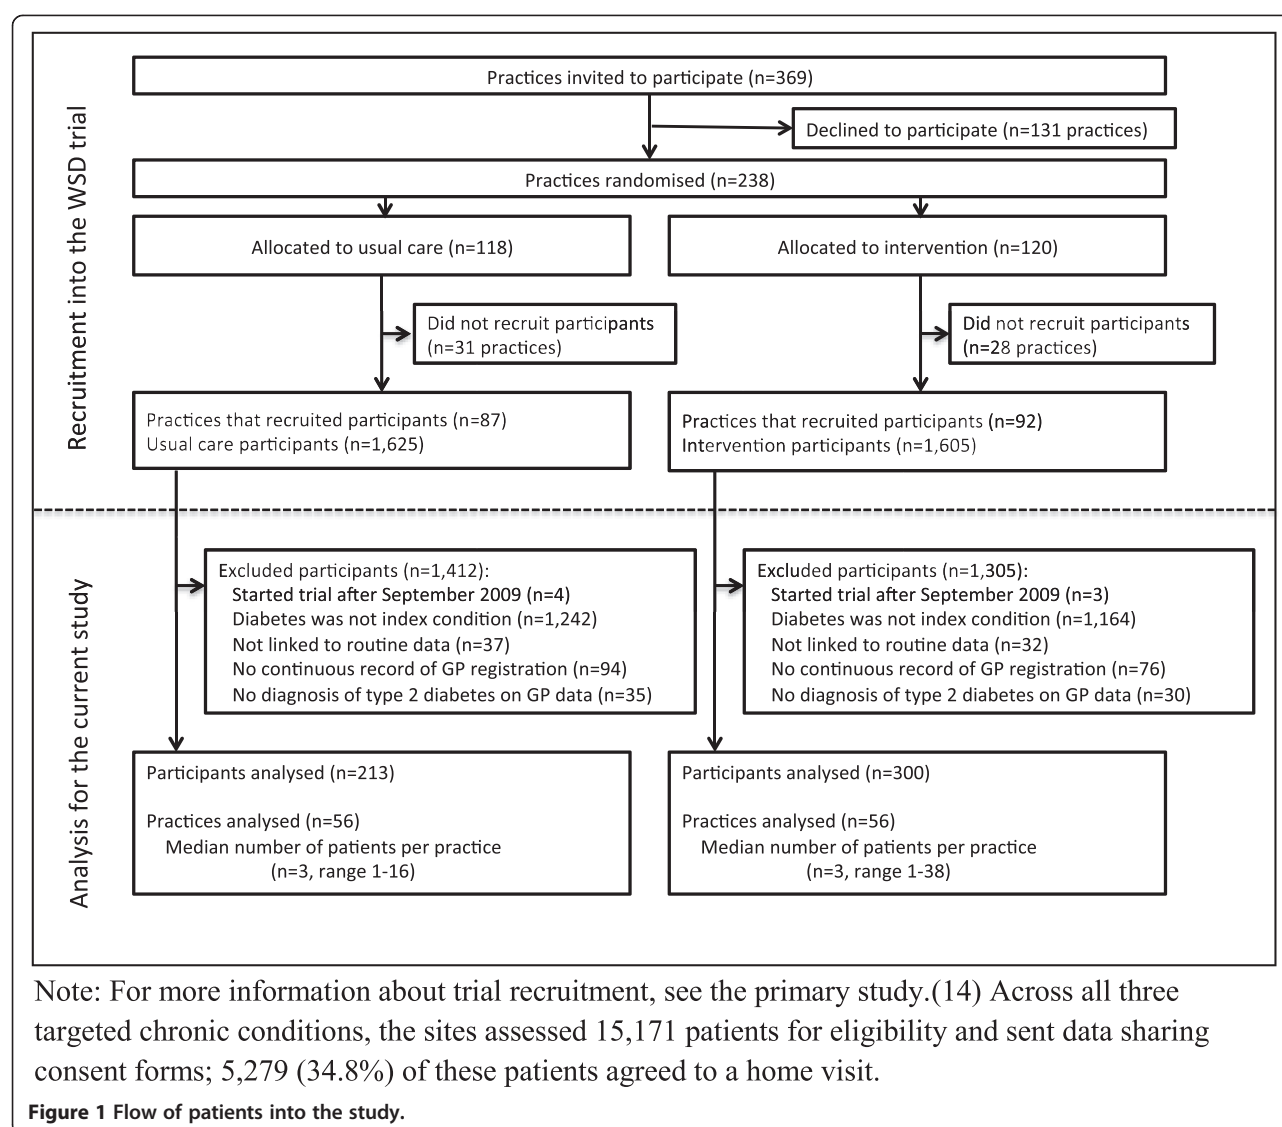 Recruitment into the WSD trial
Practices invited to participate (n=369)
Declined to participate (n=131 practices)
Practices randomised (n=238)
Allocated to usual care (n=118)
Allocated to intervention (n=120)
Did not recruit participants
(n=31 practices)
Did not recruit participants
(n=28 practices)
Practices that recruited participants (n=87)
Usual care participants (n=1,625)
Practices that recruited participants (n=92)
Intervention participants (n=1,605)
Analysis for the current study
Excluded participants (n=1,412):
Started trial after September 2009 (n=4)
Diabetes was not index condition (n=1,242)
Not linked to routine data (n=37)
No continuous record of GP registration (n=94)
No diagnosis of type 2 diabetes on GP data (n=35)
Excluded participants (n=1,305):
Started trial after September 2009 (n=3)
Diabetes was not index condition (n=1,164)
Not linked to routine data (n=32)
No continuous record of GP registration (n=76)
No diagnosis of type 2 diabetes on GP data (n=30)
Participants analysed (n=213)
Practices analysed (n=56)
Median number of patients per practice
(n=3, range 1-16)
Participants analysed (n=300)
Practices analysed (n=56)
Median number of patients per practice
(n=3, range 1-38)
Note: For more information about trial recruitment, see the primary study.(14) Across all three
targeted chronic conditions, the sites assessed 15,171 patients for eligibility and sent data sharing
consent forms; 5,279 (34.8%) of these patients agreed to a home visit.
Figure 1 Flow of patients into the study.